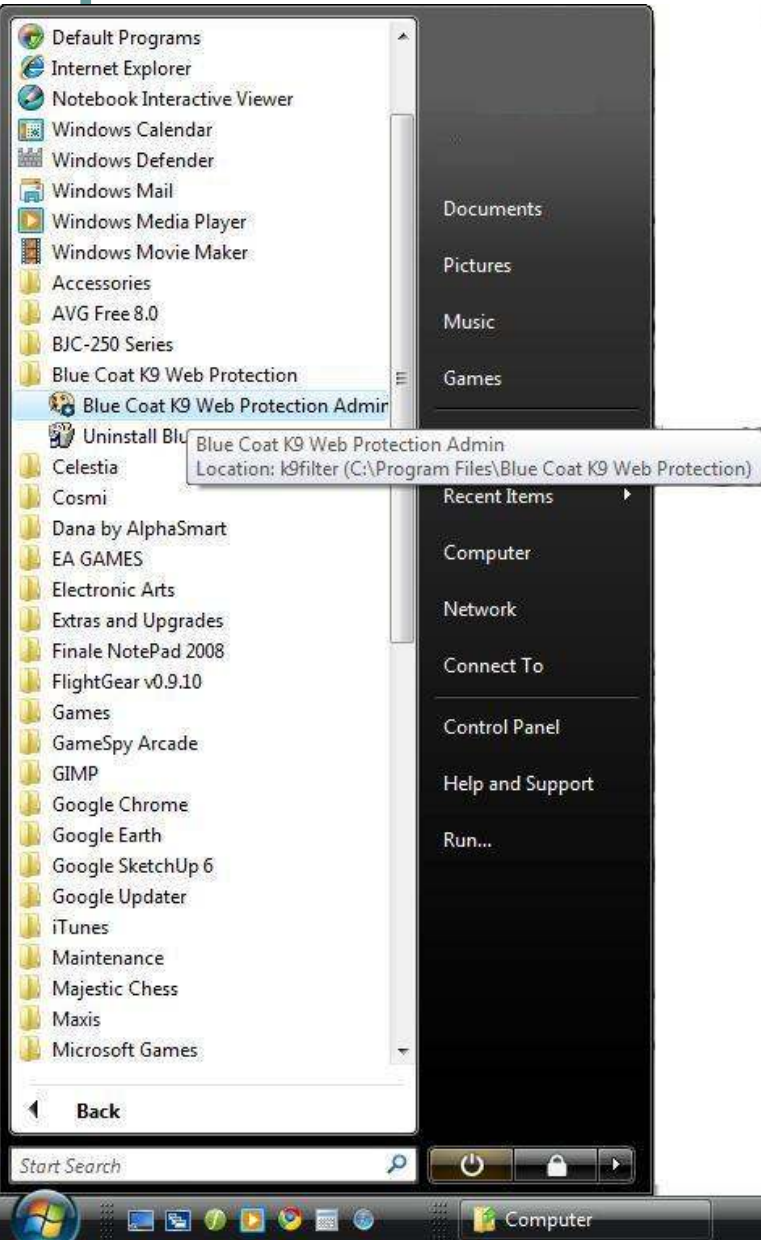 Default Programs
Internet Explorer
Notebook Interactive Viewer
Windows Calendar
Windows Defender
Windows Mail
Windows Media Player
Windows Movie Maker
Accessories
AVG Free 8.0
BJC-250 Series
Blue Coat K9 Web Protection
Blue Coat K9 Web Protection Admin
Uninstall Blu
Blue Coat K9 Web Protection Admin
Location: k9filter (C:\Program Files\Blue Coat K9 Web Protection)
Celestia
Cosmi
Dana by AlphaSmart
EA GAMES
Electronic Arts
Extras and Upgrades
Finale NotePad 2008
FlightGear v0.9.10
Games
GameSpy Arcade
GIMP
Google Chrome
Google Earth
Google SketchUp 6
Google Updater
iTunes
Maintenance
Majestic Chess
Maxis
Microsoft Games
Back
Start Search
Documents
Pictures
Music
Games
Recent Items
Computer
Network
Connect To
Control Panel
Help and Support
Run...
Computer